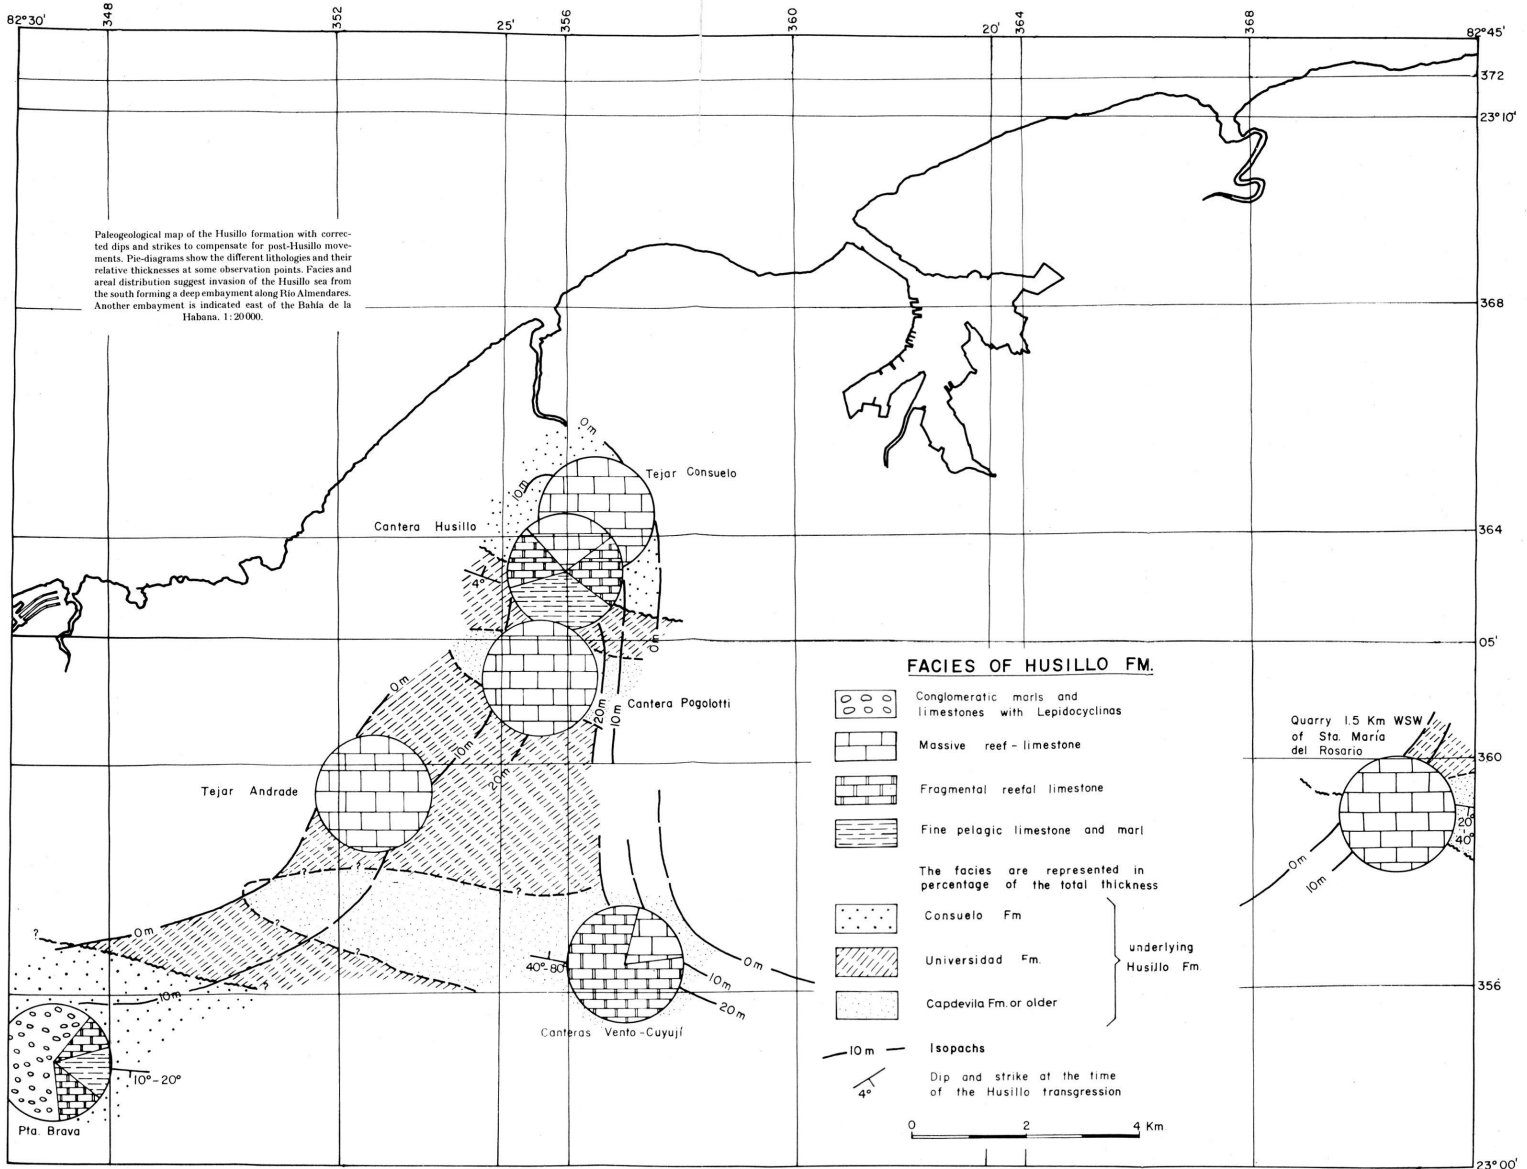 82°30'
348
352
25'
356
360
20'
364
368
82°45'
372
23°10'
Paleogeological map of the Husillo formation with correc-
ted dips and strikes to compensate for post-Husillo move-
ments. Pie-diagrams show the different lithologies and their
relative thicknesses at some observation points. Facies and
areal distribution suggest invasion of the Husillo sea from
the south forming a deep embayment along Río Almendares.
Another embayment is indicated east of the Bahía de la
Habana. 1:20000.
368
0m
Tejar Consuelo
10m
Cantera Husillo
364
4°
0m
05'
0m
Cantera Pogolotti
20m
10m
10m
20m
Tejar Andrade
FACIES OF HUSILLO FM.
Conglomeratic marls and
limestones with Lepidocyclinas
Massive reef-limestone
Fragmental reefal limestone
Fine pelagic limestone and marl
The facies are represented in
percentage of the total thickness
Consuelo Fm
Universidad Fm.
Capdevila Fm. or older
underlying
Husillo Fm.
10m Isopachs
Dip and strike at the time
of the Husillo transgression
4°
0 2 4 Km
Quarry 1.5 Km WSW
of Sta. María
del Rosario
360
20°
40°
0m
10m
?
?
?
?
0m
?
?
40°-80°
0m
10m
20m
356
10m
Canteras Vento-Cuyují
10°-20°
Pta. Brava
23°00'